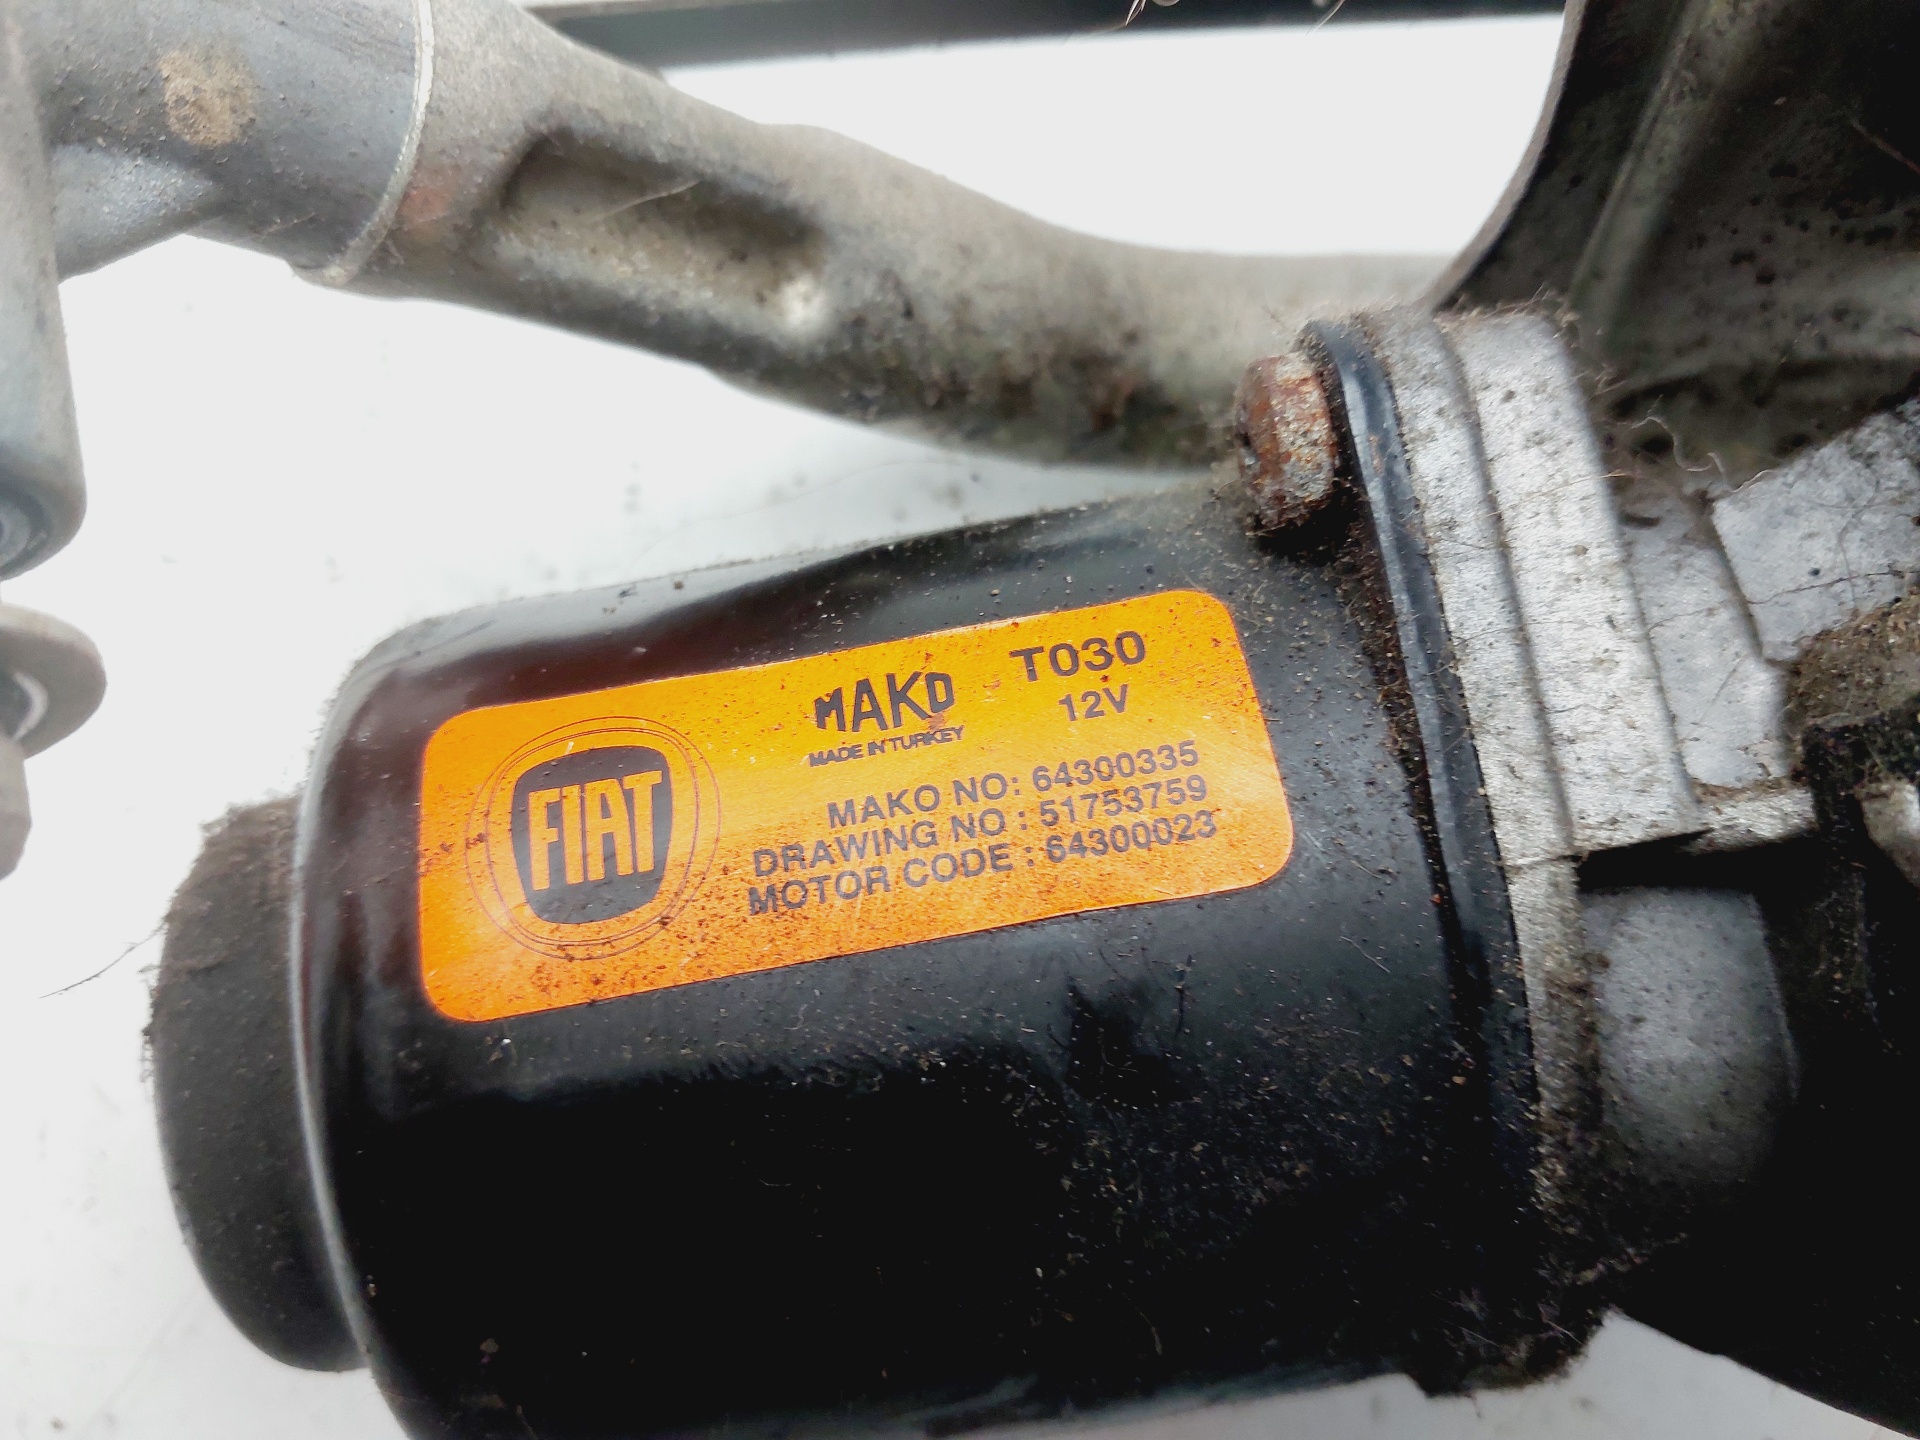 FIAT
MAKO
MADE IN TURKEY
T030
12V
MAKO NO: 64300335
DRAWING NO : 51753759
MOTOR CODE : 64300023